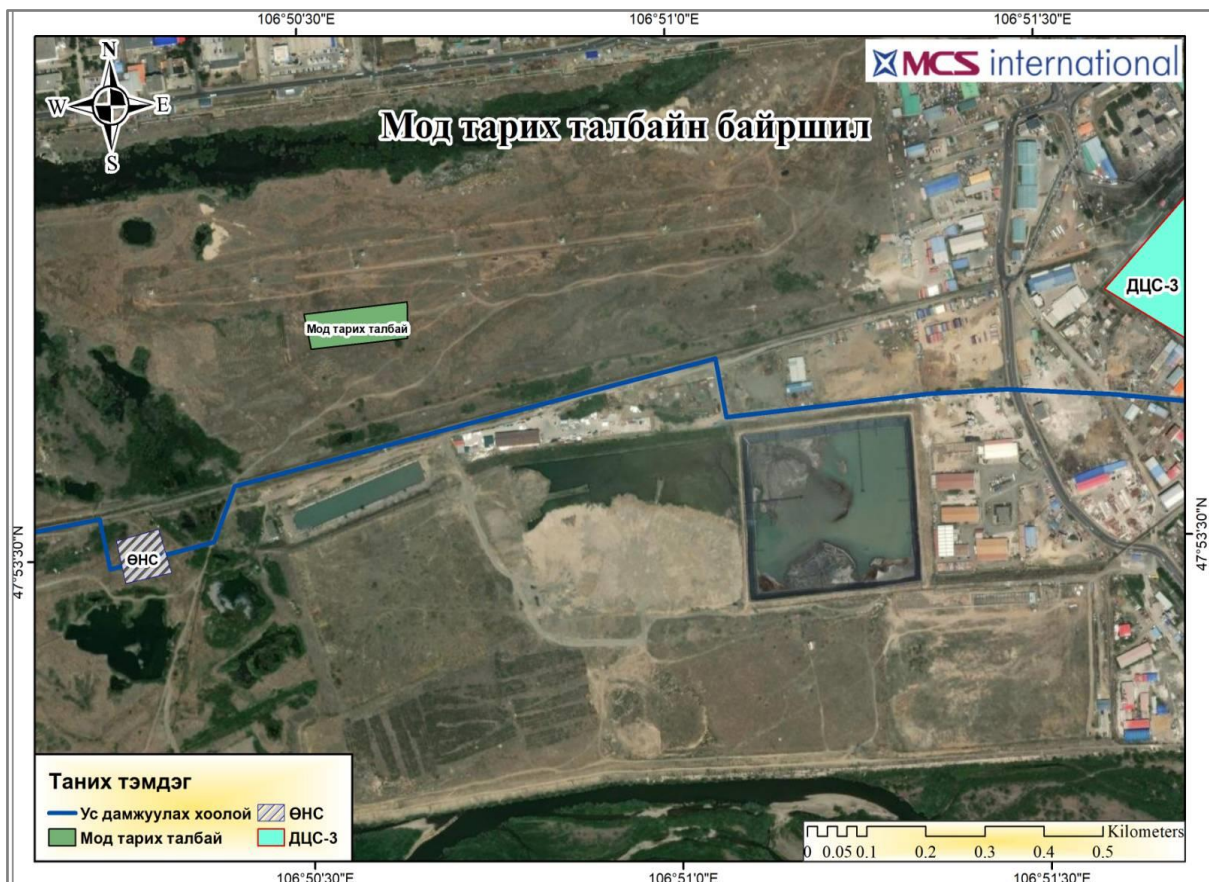 106°50'30"E 106°51'0"E 106°51'30"E
MCS international
N
W E
S
Мод тарих талбайн байршил
ДЦС-3
Мод тарих талбай
ӨНС
47°53'30"N
47°53'30"N
Таних тэмдэг
Ус дамжуулах хоолой ӨНС
Мод тарих талбай ДЦС-3
Kilometers
0 0.05 0.1 0.2 0.3 0.4 0.5
106°50'30"E 106°51'0"E 106°51'30"E